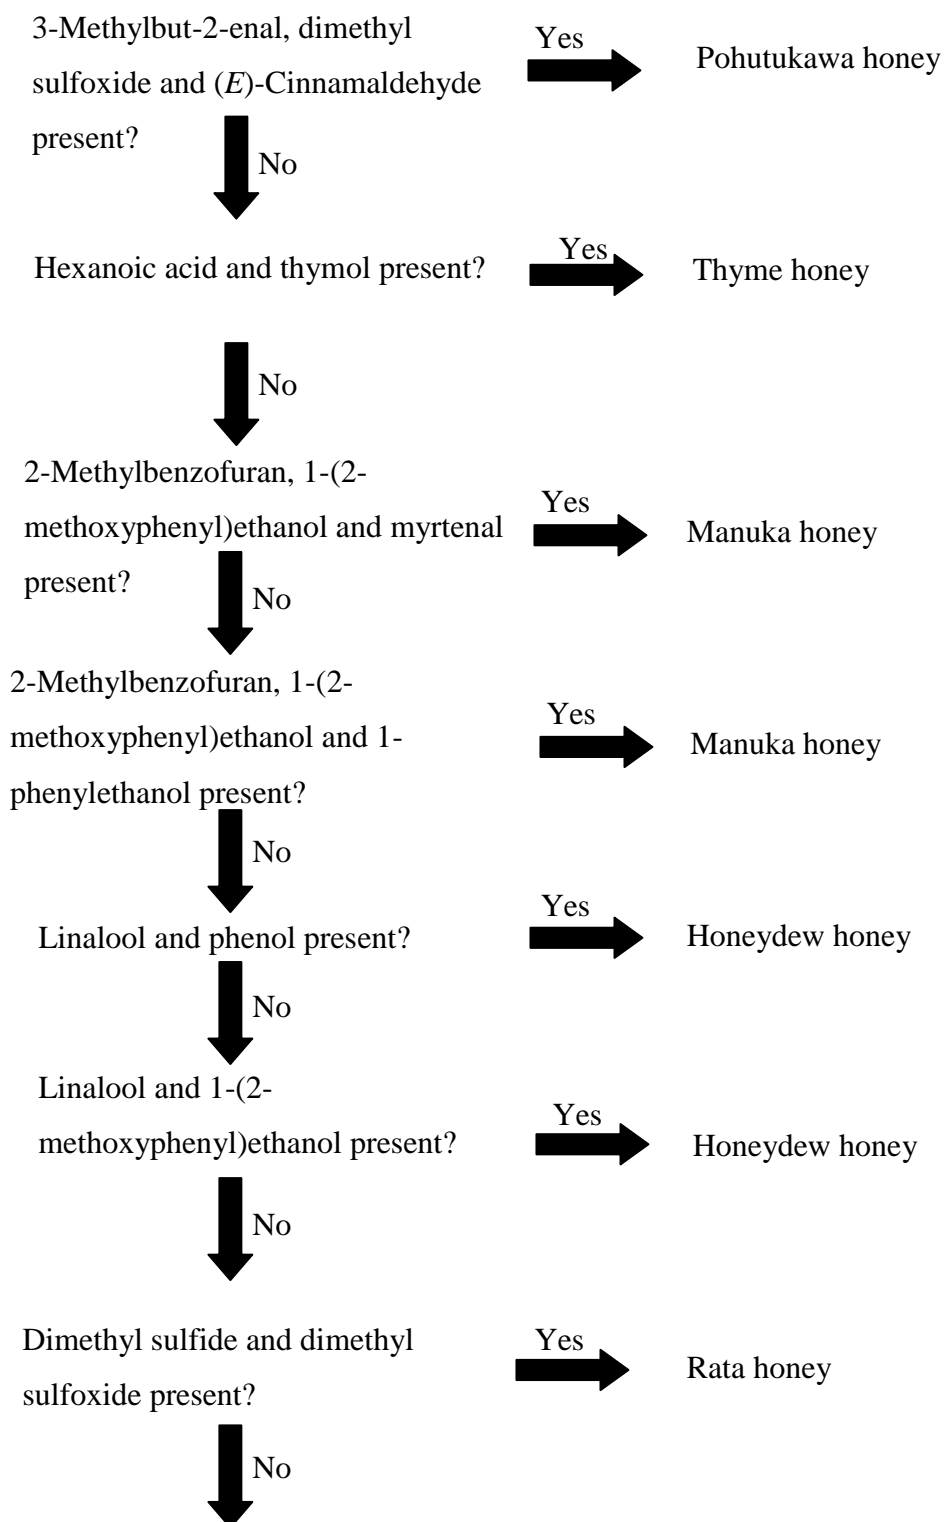 3-Methylbut-2-enal, dimethyl
sulfoxide and (E)-Cinnamaldehyde
present?
Yes
Pohutukawa honey
No
Hexanoic acid and thymol present?
Yes
Thyme honey
No
2-Methylbenzofuran, 1-(2-
methoxyphenyl)ethanol and myrtenal
present?
Yes
Manuka honey
No
2-Methylbenzofuran, 1-(2-
methoxyphenyl)ethanol and 1-
phenylethanol present?
Yes
Manuka honey
No
Linalool and phenol present?
Yes
Honeydew honey
No
Linalool and 1-(2-
methoxyphenyl)ethanol present?
Yes
Honeydew honey
No
Dimethyl sulfide and dimethyl
sulfoxide present?
Yes
Rata honey
No